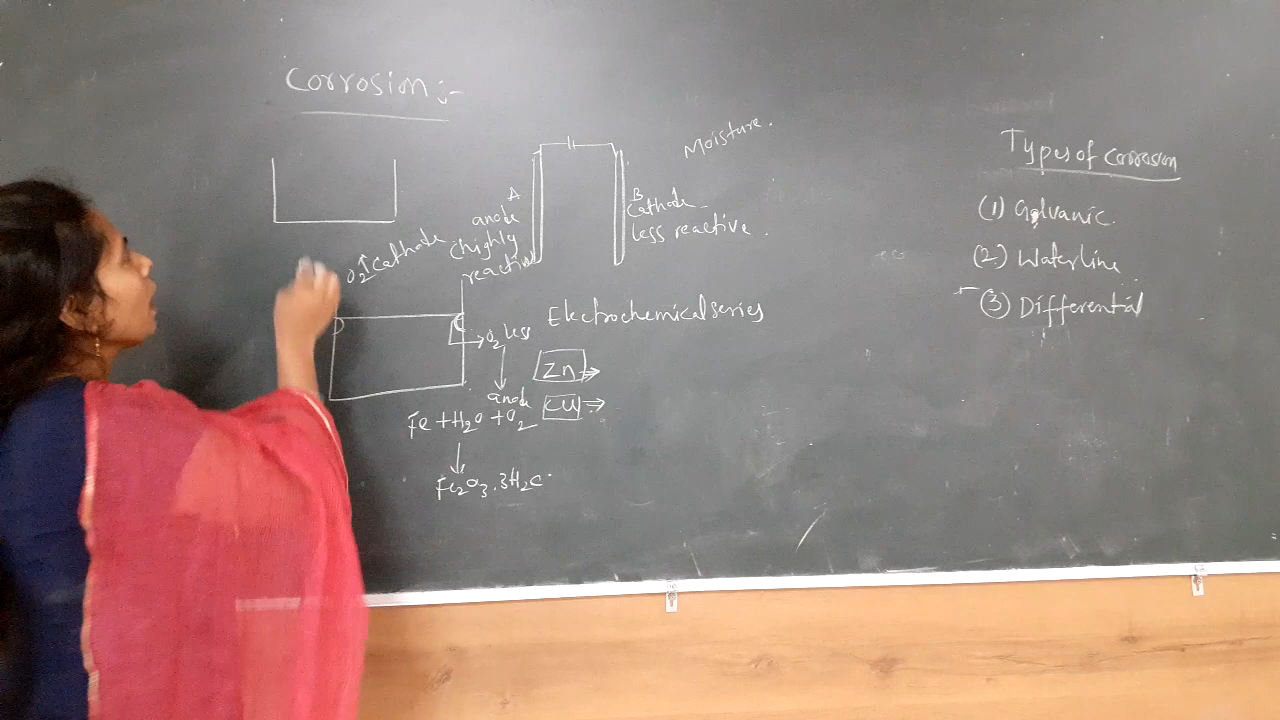 Corrosion:-
Moisture.
A
anode
(highly
reactive
B
Cathode
less reactive.
O2↑ Cathode
O2 less
anode
Electrochemical series
Zn
Cu
Fe + H2O + O2
Fe2O3.3H2O
Types of Corrosion
(1) Galvanic.
(2) Waterline
(3) Differential